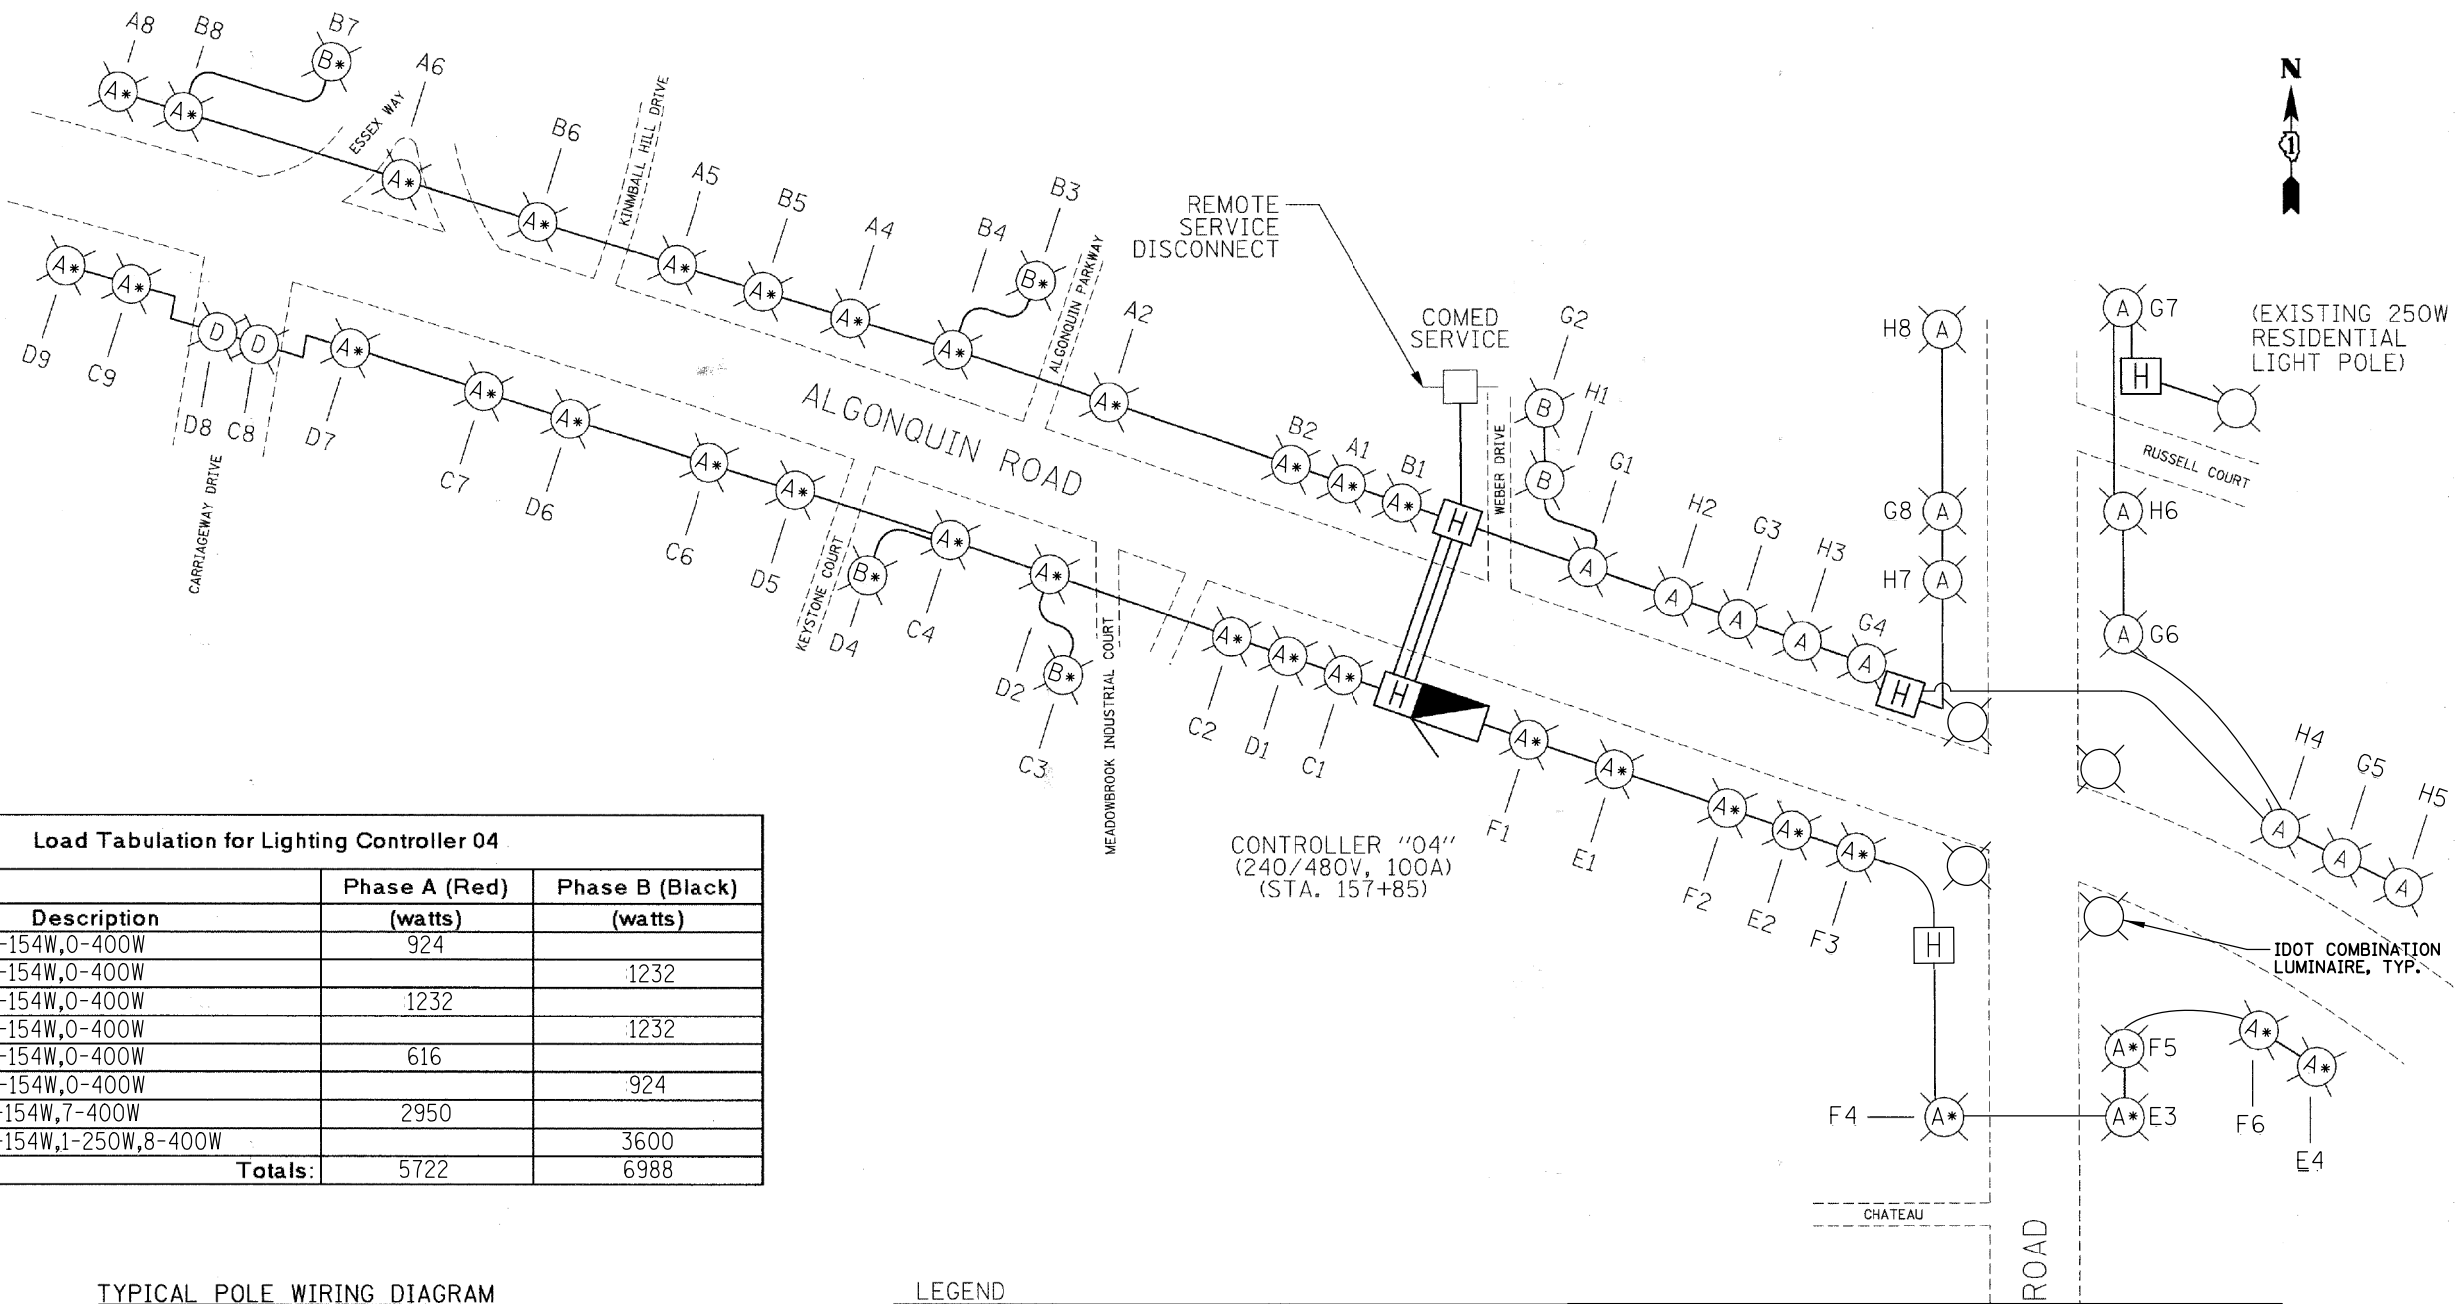 A8
B8
B7
B*
A*
A*
A6
ESSEX WAY
A*
B6
A*
KINMBALL HILL DRIVE
A5
A*
B5
A*
A4
A*
B4
A*
B3
B*
ALGONQUIN PARKWAY
A2
A*
REMOTE
SERVICE
DISCONNECT
COMED
SERVICE
B2
A*
A1
A*
B1
A*
H
WEBER DRIVE
G2
B
H1
B
G1
A
H2
A
G3
A
H3
A
G4
A
H
H8
A
G8
A
H7
A
N
1
G7
A
H
(EXISTING 250W
RESIDENTIAL
LIGHT POLE)
RUSSELL COURT
H6
A
G6
A
H4
A
G5
A
H5
A
ALGONQUIN ROAD
A*
D9
A*
C9
D
D8
D
C8
CARRIAGEWAY DRIVE
A*
D7
A*
C7
A*
D6
A*
C6
A*
D5
KEYSTONE COURT
B*
D4
A*
C4
A*
D2
B*
C3
MEADOWBROOK INDUSTRIAL COURT
A*
C2
A*
D1
A*
C1
H
CONTROLLER "04"
(240/480V, 100A)
(STA. 157+85)
A*
F1
A*
E1
A*
F2
A*
E2
A*
F3
H
F4
A*
A*
E3
A*
F5
A*
F6
A*
E4
IDOT COMBINATION
LUMINAIRE, TYP.
CHATEAU
ROAD
Load Tabulation for Lighting Controller 04
Phase A (Red) Phase B (Black)
Description (watts) (watts)
-154W,0-400W 924
-154W,0-400W 1232
-154W,0-400W 1232
-154W,0-400W 1232
-154W,0-400W 616
-154W,0-400W 924
-154W,7-400W 2950
-154W,1-250W,8-400W 3600
Totals: 5722 6988
TYPICAL POLE WIRING DIAGRAM
LEGEND